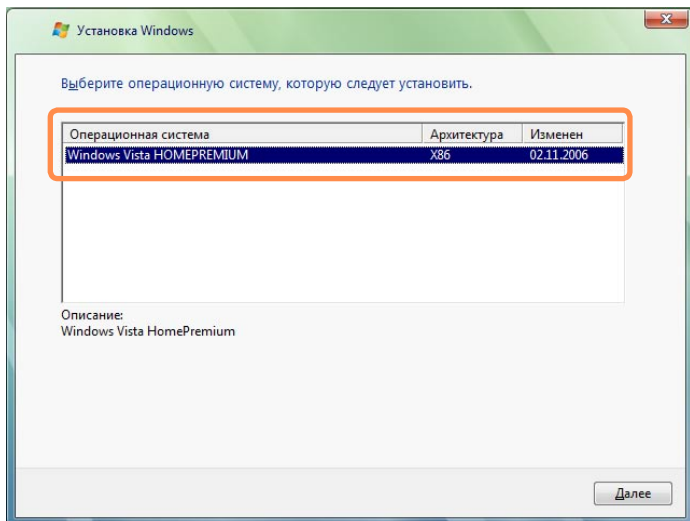 Установка Windows
Выберите операционную систему, которую следует установить.
Операционная система Архитектура Изменен
Windows Vista HOMEPREMIUM X86 02.11.2006
Описание:
Windows Vista HomePremium
Далее